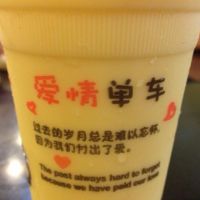 爱情单车
过去的岁月总是难以忘怀,
因为我们付出了爱.
The past always hard to forget
because we have paid our love